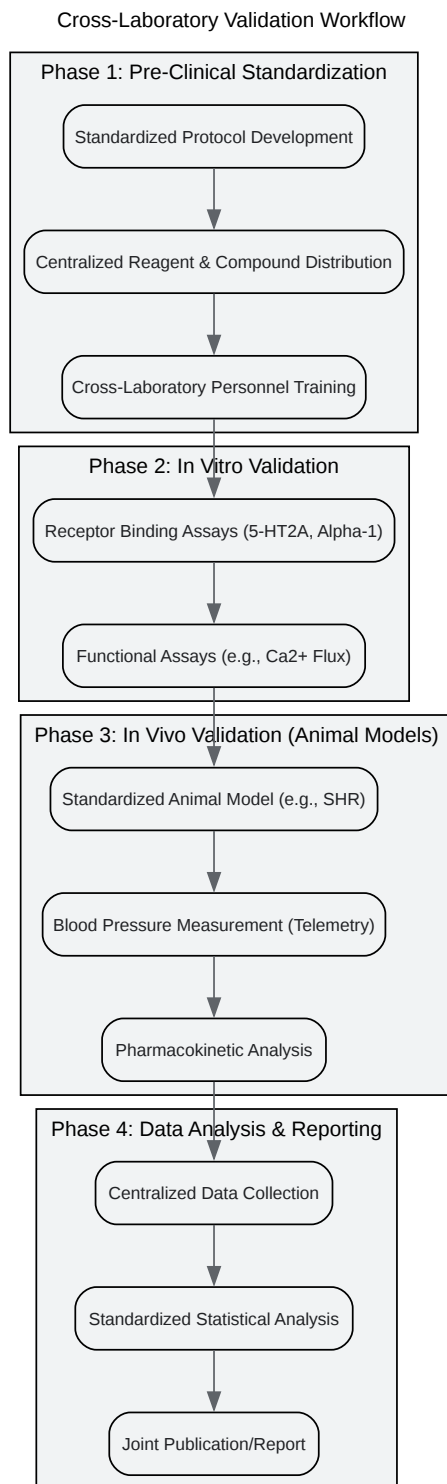 Cross-Laboratory Validation Workflow
Phase 1: Pre-Clinical Standardization
Standardized Protocol Development
Centralized Reagent & Compound Distribution
Cross-Laboratory Personnel Training
Phase 2: In Vitro Validation
Receptor Binding Assays (5-HT2A, Alpha-1)
Functional Assays (e.g., Ca2+ Flux)
Phase 3: In Vivo Validation (Animal Models)
Standardized Animal Model (e.g., SHR)
Blood Pressure Measurement (Telemetry)
Pharmacokinetic Analysis
Phase 4: Data Analysis & Reporting
Centralized Data Collection
Standardized Statistical Analysis
Joint Publication/Report